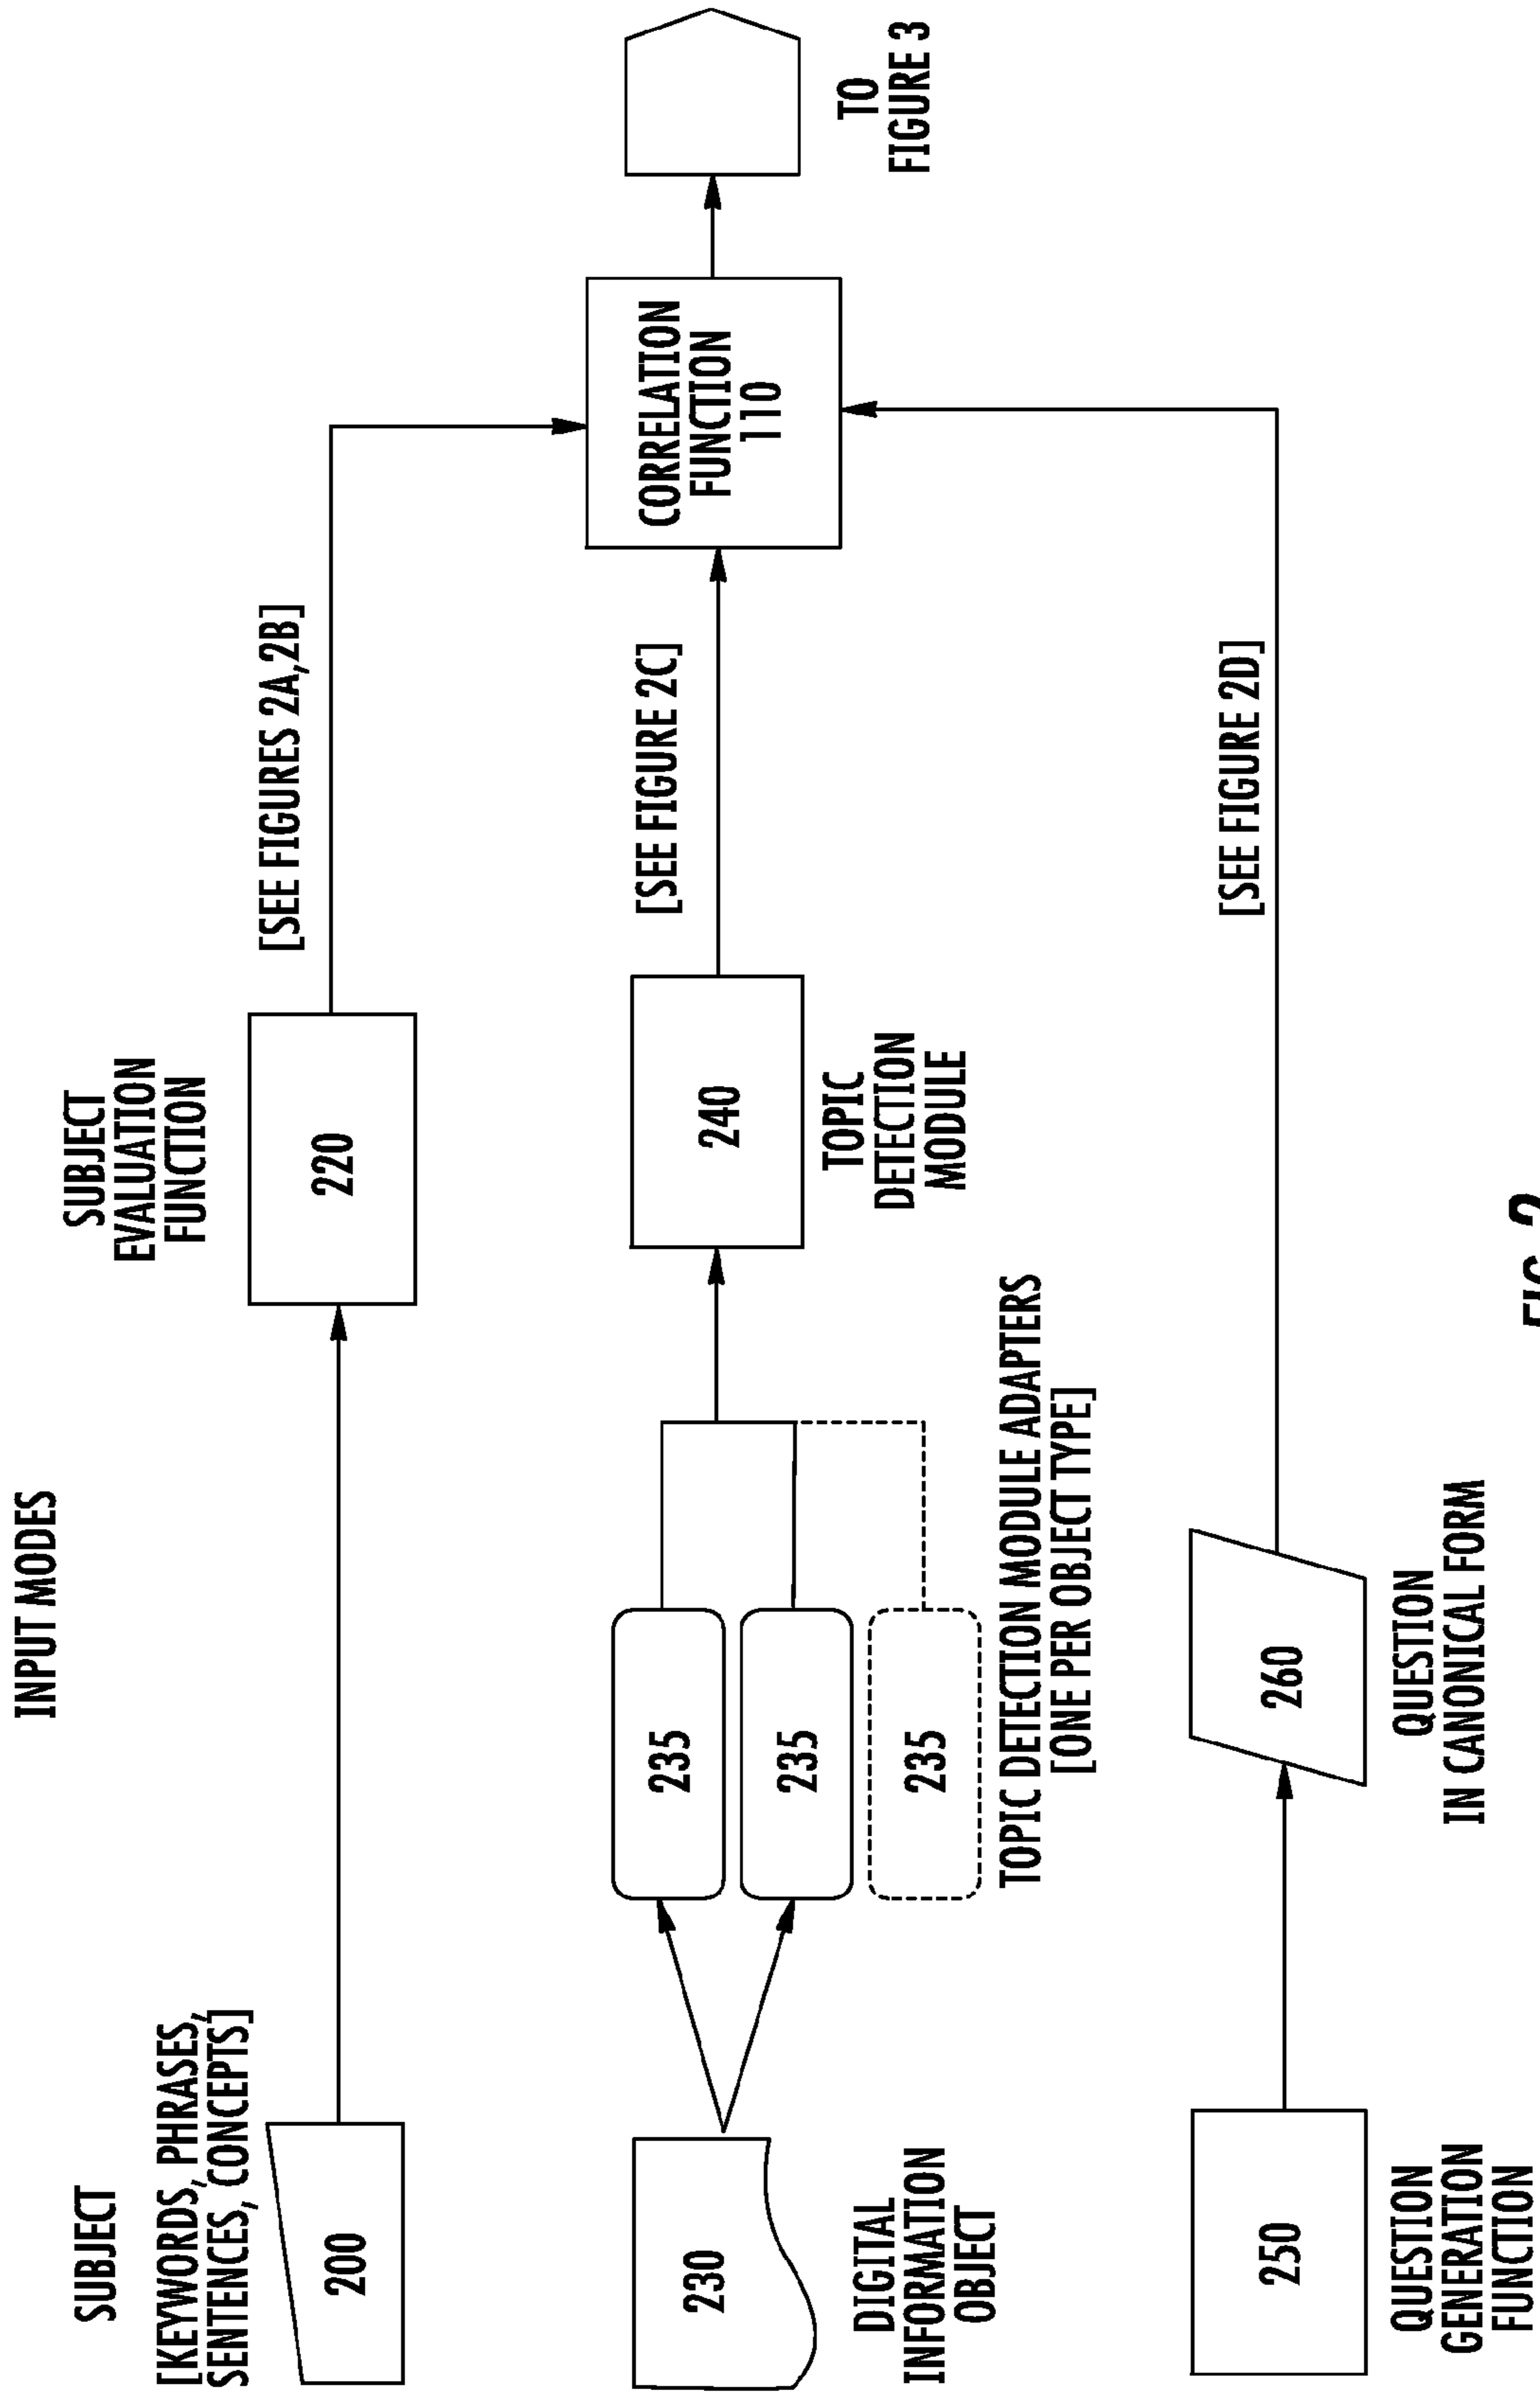 INPUT MODES
SUBJECT
[KEYWORDS, PHRASES,
SENTENCES, CONCEPTS]
200
SUBJECT
EVALUATION
FUNCTION
220
[SEE FIGURES 2A,2B]
230
DIGITAL
INFORMATION
OBJECT
235
235
235
TOPIC DETECTION MODULE ADAPTERS
[ONE PER OBJECT TYPE]
240
TOPIC
DETECTION
MODULE
[SEE FIGURE 2C]
CORRELATION
FUNCTION
110
TO
FIGURE 3
250
QUESTION
GENERATION
FUNCTION
260
QUESTION
IN CANONICAL FORM
[SEE FIGURE 2D]